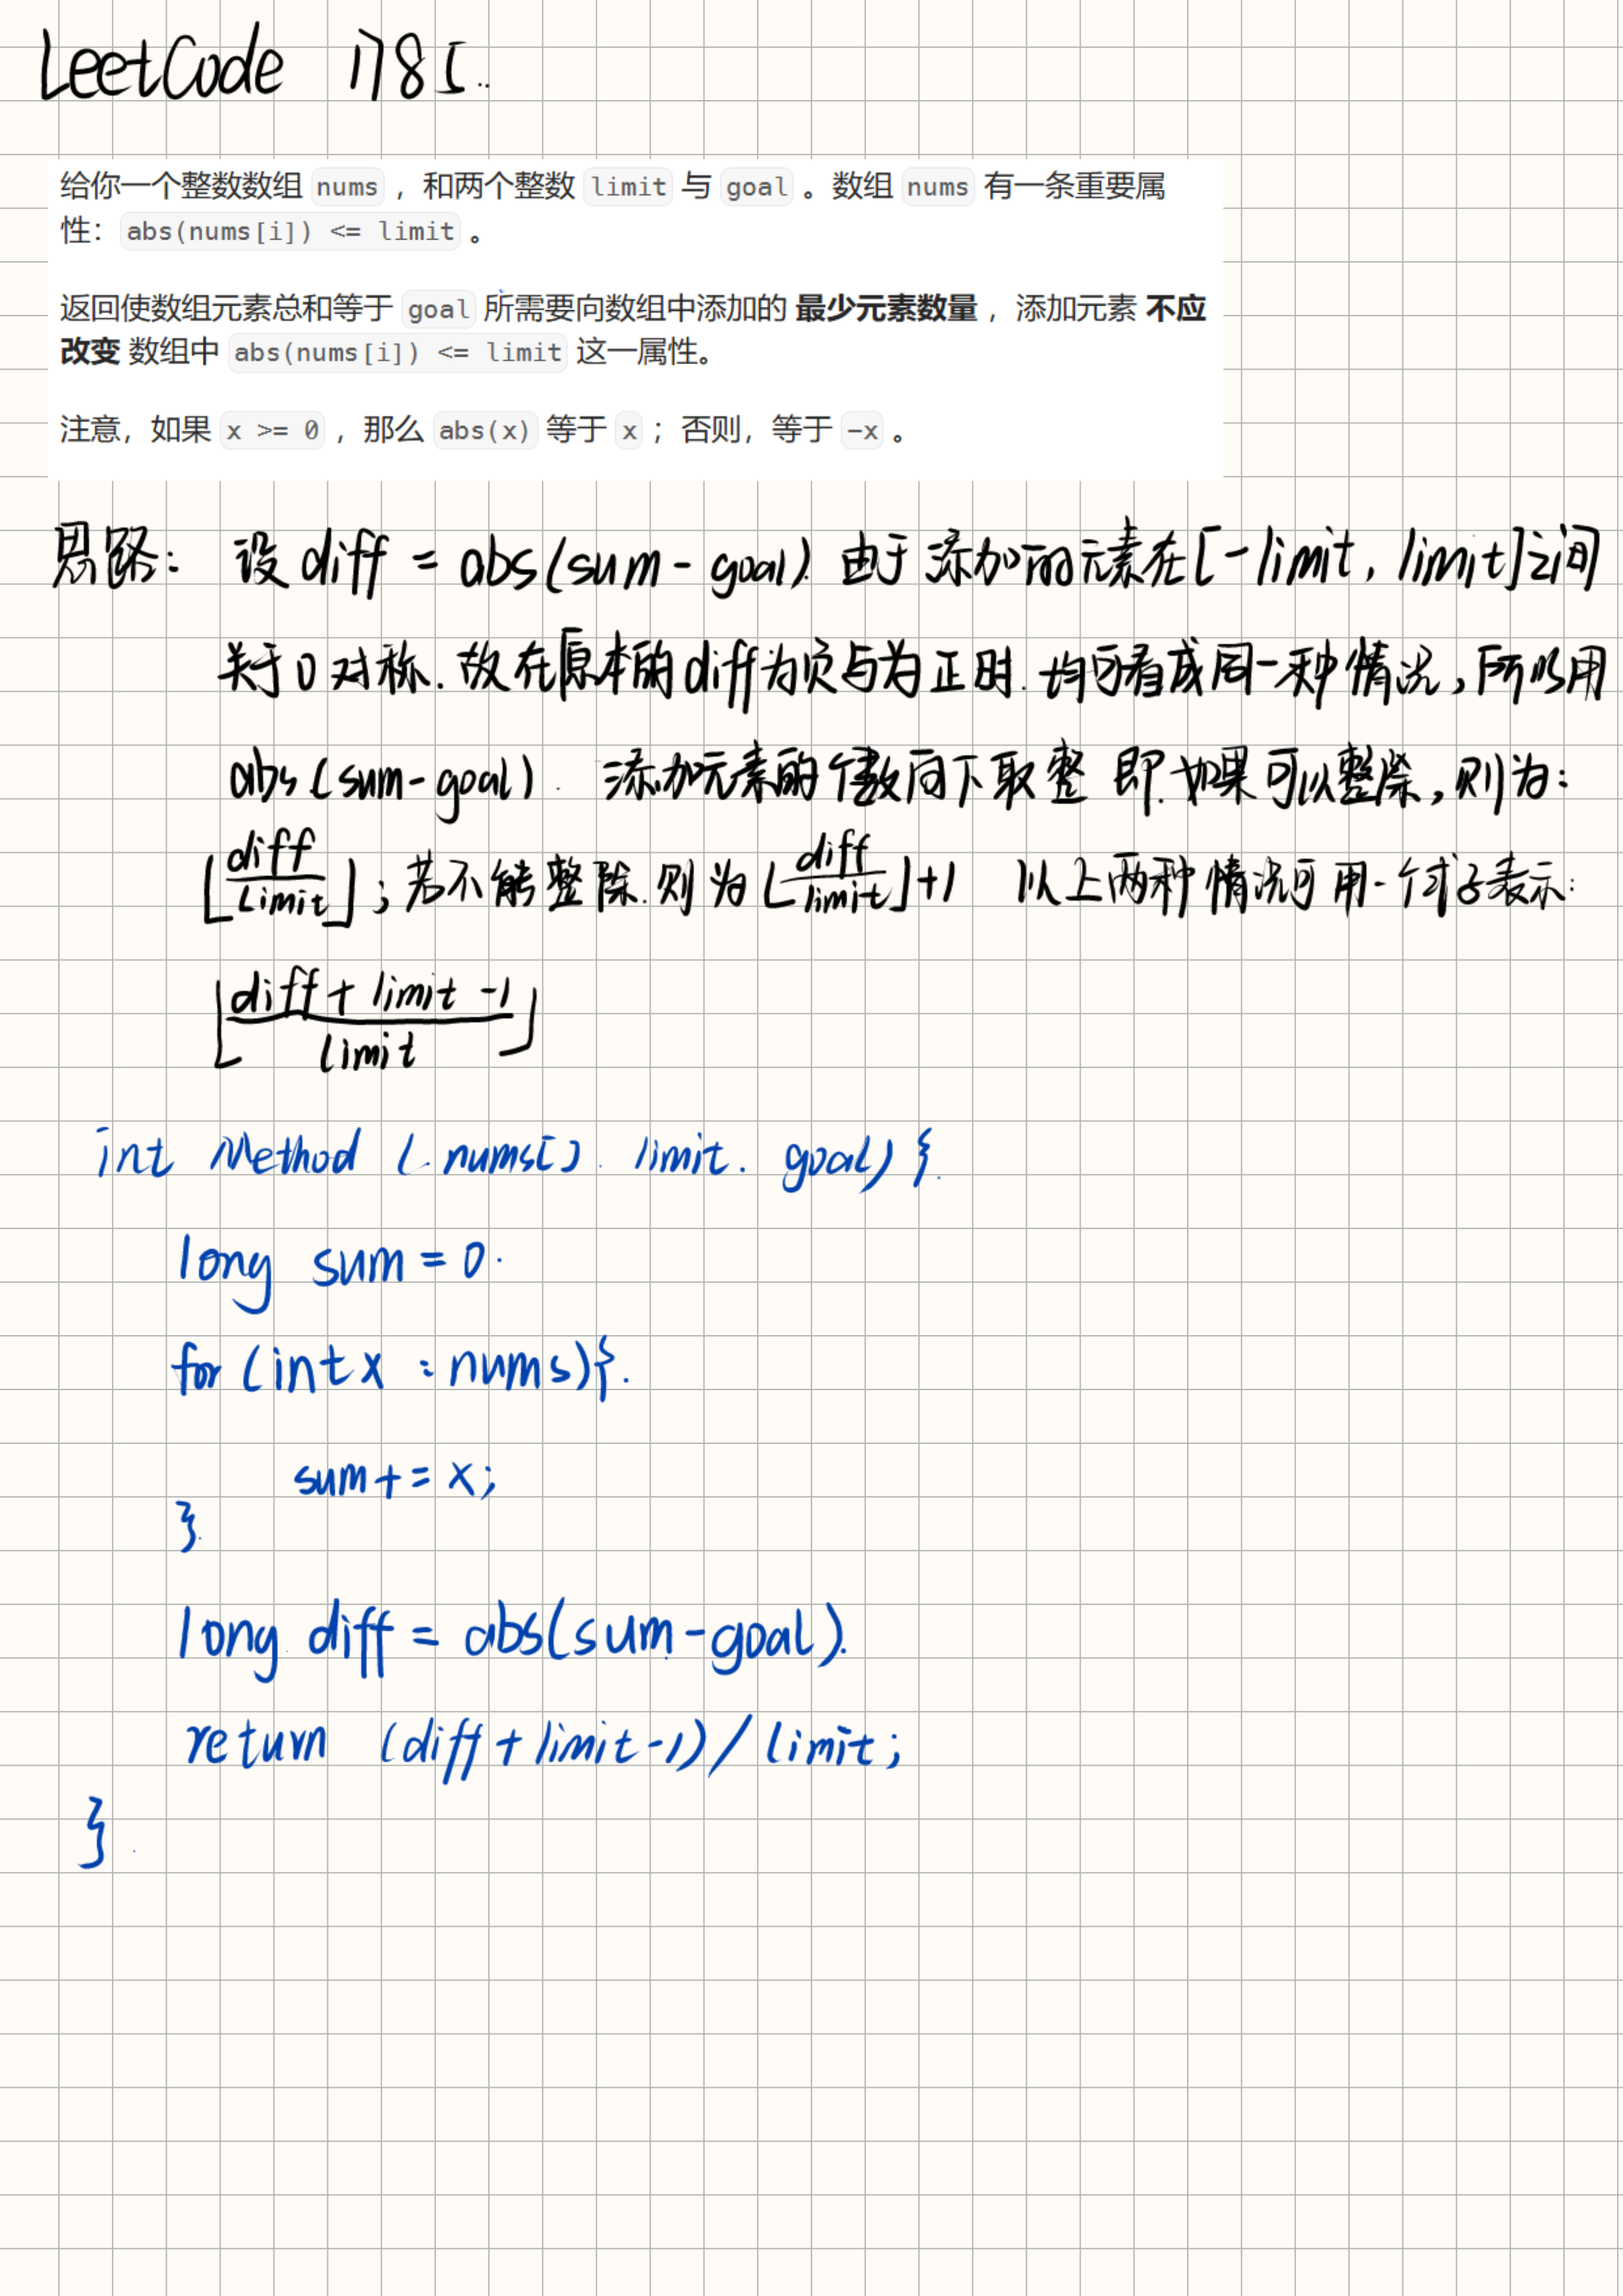 LeetCode 1785..
给你一个整数数组 nums ，和两个整数 limit 与 goal 。数组 nums 有一条重要属
性：abs(nums[i]) <= limit 。
返回使数组元素总和等于 goal 所需要向数组中添加的 最少元素数量 ，添加元素 不应
改变 数组中 abs(nums[i]) <= limit 这一属性。
注意，如果 x >= 0 ，那么 abs(x) 等于 x ；否则，等于 -x 。
思路： 设 diff = abs(sum - goal). 由于添加的元素在[-limit, limit]之间
关于0对称. 故在原本的diff为负与为正时. 均可看成同一种情况, 所以用
abs(sum-goal). 添加元素的个数向下取整 即. 如果可以整除, 则为:
⌊diff/limit⌋; 若不能整除. 则为⌊diff/limit⌋+1 以上两种情况可用一个式子表示:
⌊(diff + limit -1)/limit⌋
int Method (. nums[]. limit. goal) {.
long sum = 0.
for (int x : nums){.
sum += x;
}.
long diff = abs(sum-goal).
return (diff + limit-1) / limit;
}.